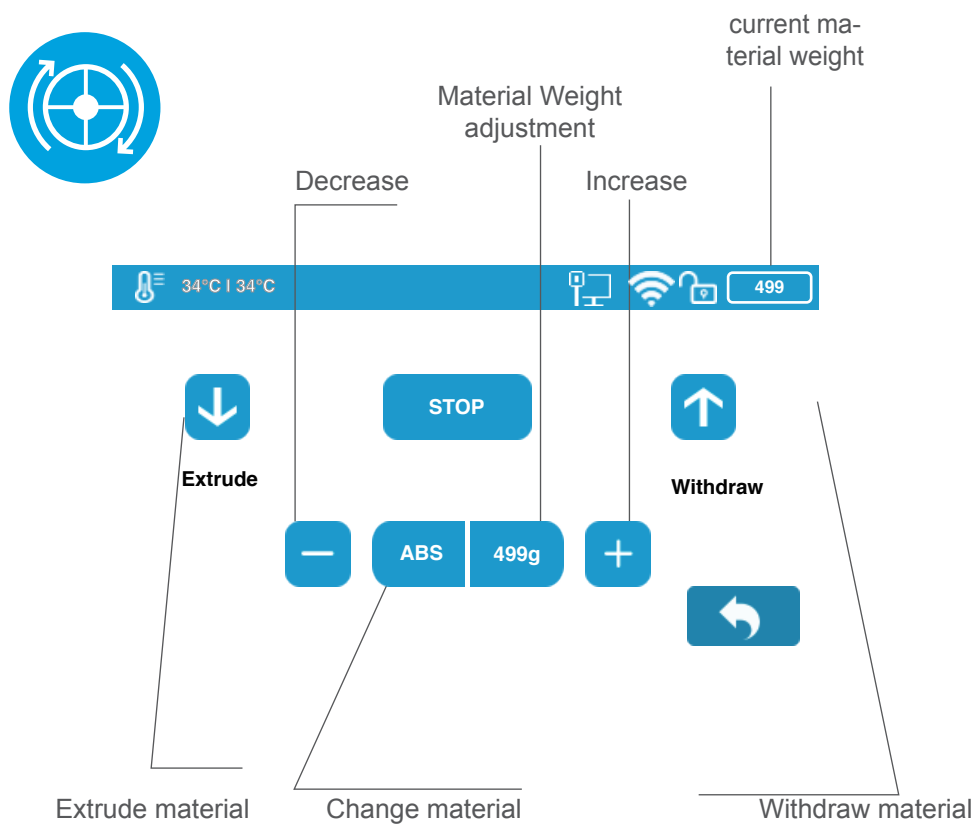 current ma-
terial weight
Material Weight
adjustment
Decrease
Increase
34°C I 34°C
499
STOP
Extrude
Withdraw
ABS
499g
Extrude material
Change material
Withdraw material